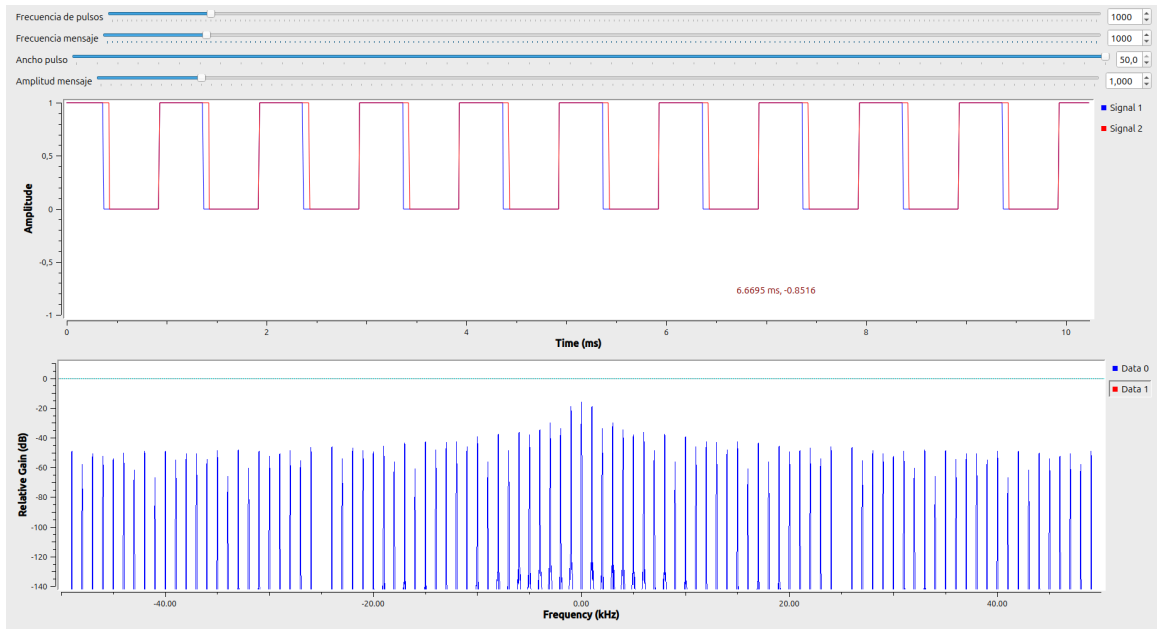 Frecuencia de pulsos 1000
Frecuencia mensaje 1000
Ancho pulso 50,0
Amplitud mensaje 1,000
1
0,5
0
-0,5
-1
Amplitude
Signal 1
Signal 2
6.6695 ms, -0.8516
0 2 4 6 8 10
Time (ms)
0
-20
-40
-60
-80
-100
-120
-140
Relative Gain (dB)
Data 0
Data 1
-40.00 -20.00 0.00 20.00 40.00
Frequency (kHz)